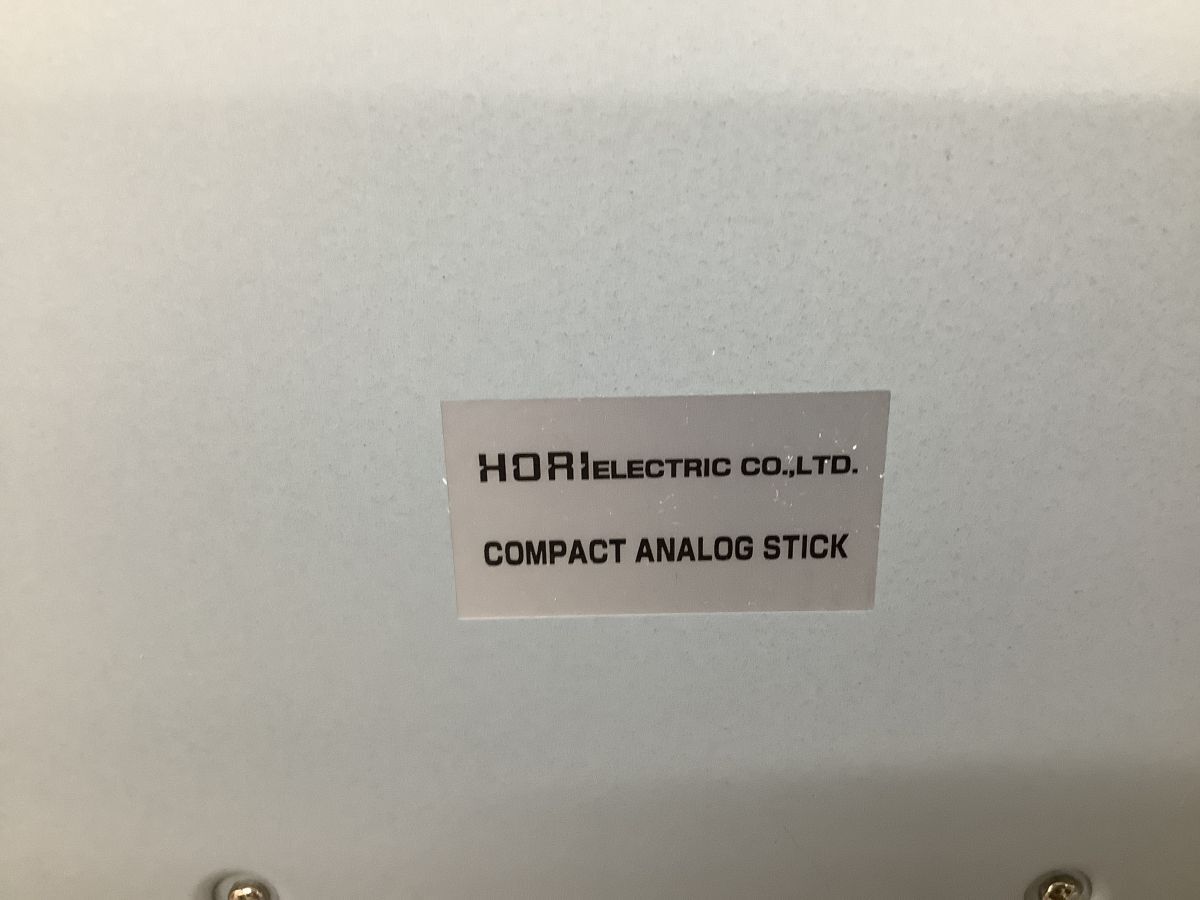 HORI ELECTRIC CO.,LTD.
COMPACT ANALOG STICK